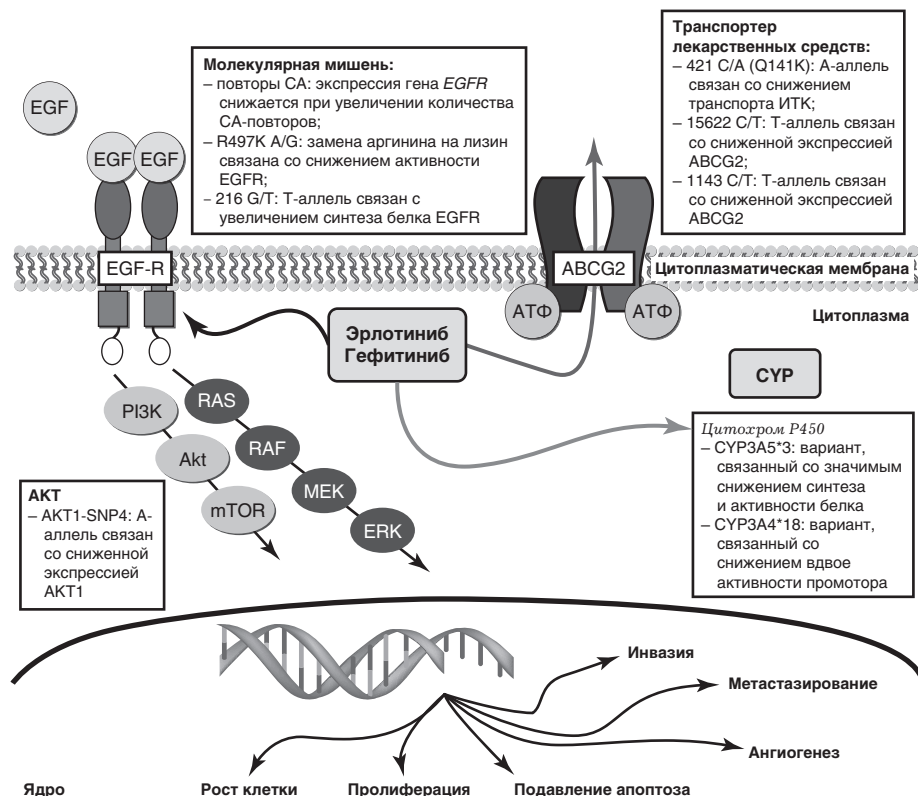 Молекулярная мишень:
– повторы СА: экспрессия гена EGFR
снижается при увеличении количества
СА-повторов;
– R497K A/G: замена аргинина на лизин
связана со снижением активности
EGFR;
– 216 G/T: Т-аллель связан с
увеличением синтеза белка EGFR
Транспортер
лекарственных средств:
– 421 C/A (Q141K): А-аллель
связан со снижением
транспорта ИТК;
– 15622 C/T: Т-аллель связан
со сниженной экспрессией
ABCG2;
– 1143 C/T: Т-аллель связан
со сниженной экспрессией
ABCG2
EGF
EGF
EGF
EGF-R
ABCG2
Цитоплазматическая мембрана
АТФ
АТФ
Цитоплазма
Эрлотиниб
Гефитиниб
CYP
PI3K
Akt
mTOR
RAS
RAF
MEK
ERK
Цитохром P450
– CYP3A5*3: вариант,
связанный со значимым
снижением синтеза
и активности белка
– CYP3A4*18: вариант,
связанный со
снижением вдвое
активности промотора
АКТ
– AKT1-SNP4: А-
аллель связан
со сниженной
экспрессией
AKT1
Инвазия
Метастазирование
Ангиогенез
Ядро
Рост клетки
Пролиферация
Подавление апоптоза